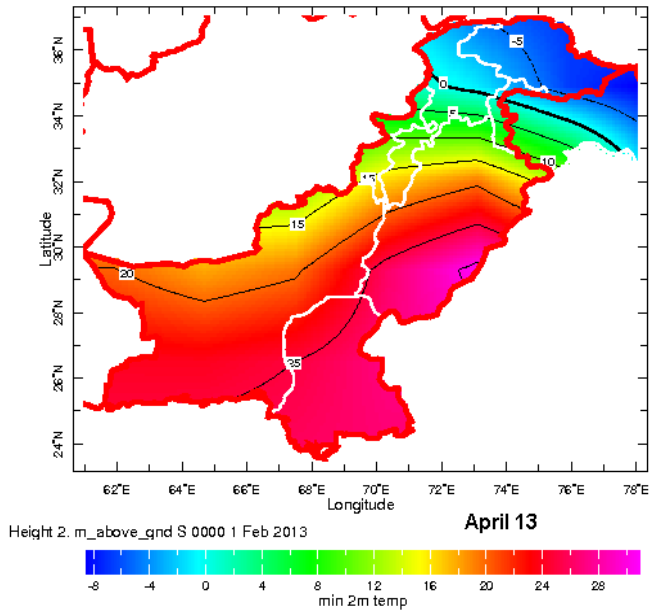 36°N
34°N
32°N
30°N
28°N
26°N
24°N
Latitude
-5
0
5
10
15
15
20
25
62°E 64°E 66°E 68°E 70°E 72°E 74°E 76°E 78°E
Longitude
April 13
Height 2. m_above_gnd S 0000 1 Feb 2013
-8 -4 0 4 8 12 16 20 24 28
min 2m temp